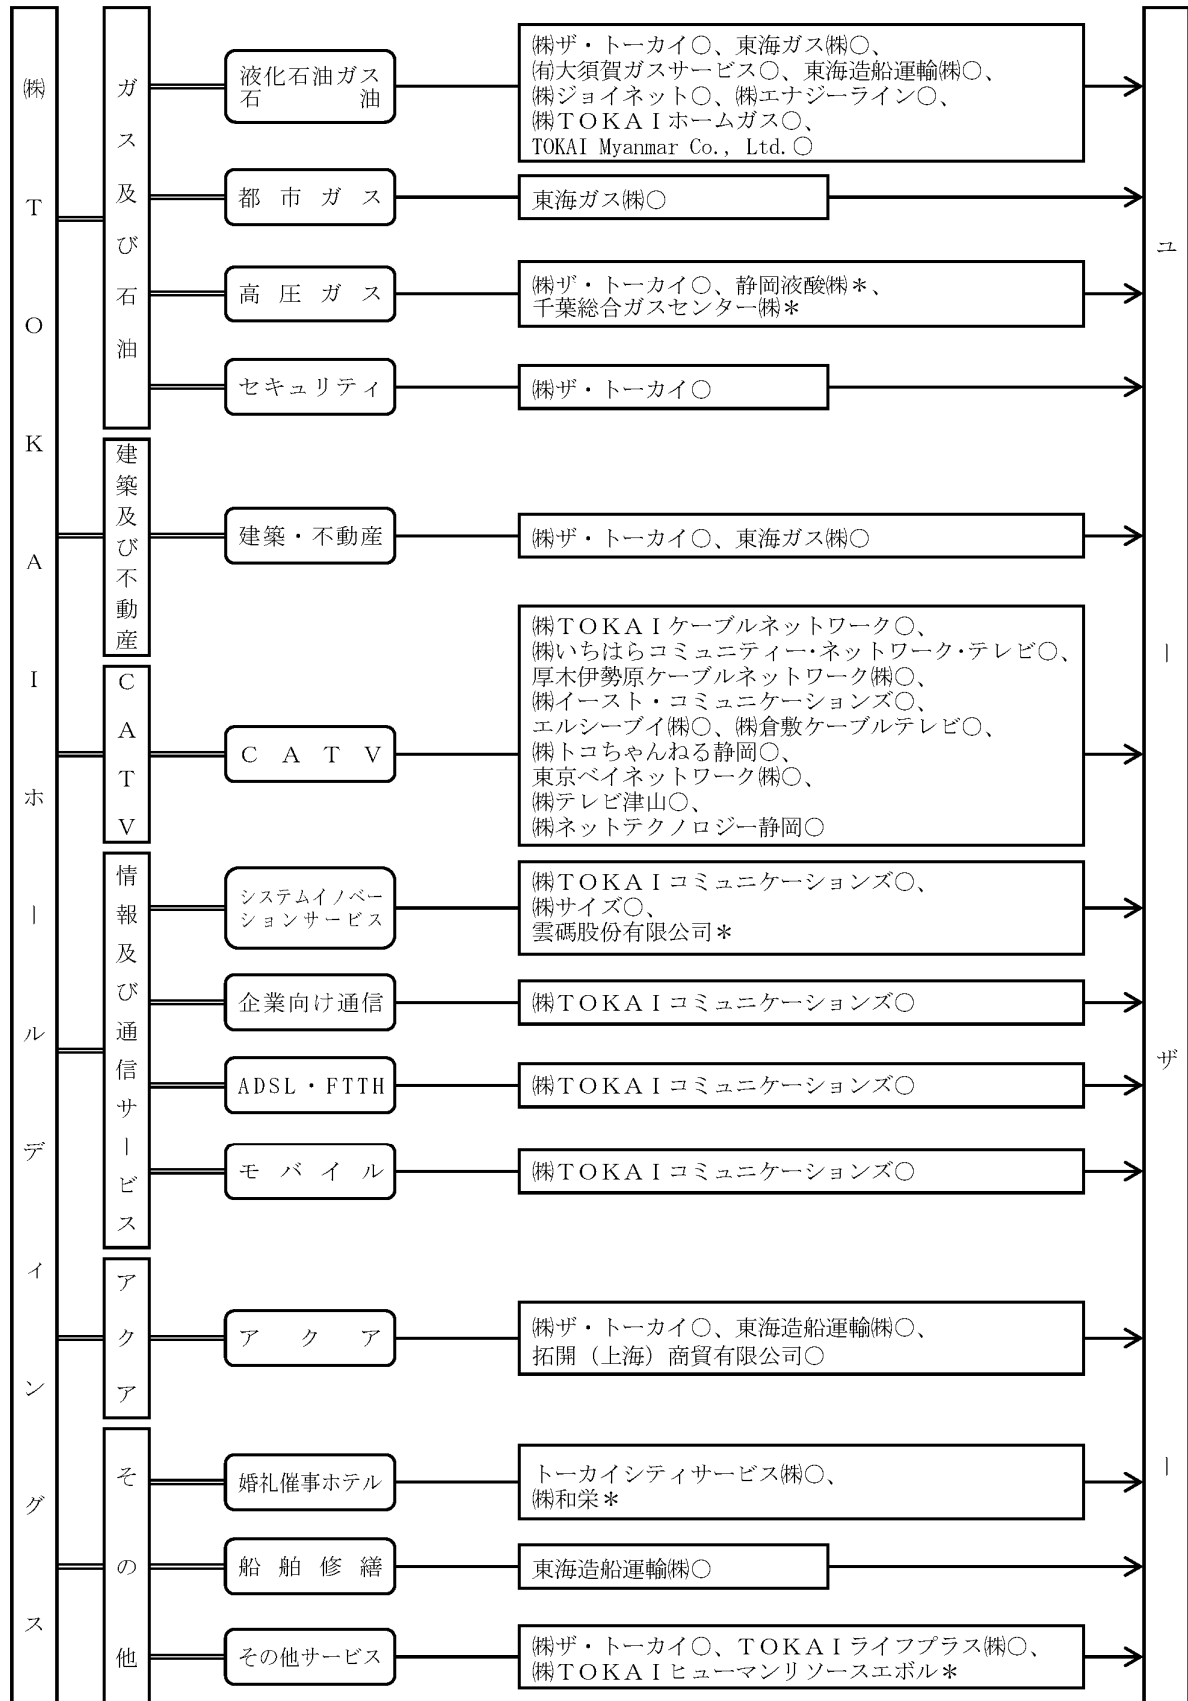 ㈱TOKAIホールディングス
ガス及び石油
液化石油ガス
石油
㈱ザ・トーカイ○、東海ガス㈱○、
㈲大須賀ガスサービス○、東海造船運輸㈱○、
㈱ジョイネット○、㈱エナジーライン○、
㈱TOKAIホームガス○、
TOKAI Myanmar Co., Ltd.○
都市ガス
東海ガス㈱○
高圧ガス
㈱ザ・トーカイ○、静岡液酸㈱＊、
千葉総合ガスセンター㈱＊
セキュリティ
㈱ザ・トーカイ○
建築及び不動産
建築・不動産
㈱ザ・トーカイ○、東海ガス㈱○
CATV
CATV
㈱TOKAIケーブルネットワーク○、
㈱いちはらコミュニティー・ネットワーク・テレビ○、
厚木伊勢原ケーブルネットワーク㈱○、
㈱イースト・コミュニケーションズ○、
エルシーブイ㈱○、㈱倉敷ケーブルテレビ○、
㈱トコちゃんねる静岡○、
東京ベイネットワーク㈱○、
㈱テレビ津山○、
㈱ネットテクノロジー静岡○
情報及び通信サービス
システムイノベー
ションサービス
㈱TOKAIコミュニケーションズ○、
㈱サイズ○、
雲碼股份有限公司＊
企業向け通信
㈱TOKAIコミュニケーションズ○
ADSL・FTTH
㈱TOKAIコミュニケーションズ○
モバイル
㈱TOKAIコミュニケーションズ○
アクア
アクア
㈱ザ・トーカイ○、東海造船運輸㈱○、
拓開（上海）商貿有限公司○
その他
婚礼催事ホテル
トーカイシティサービス㈱○、
㈱和栄＊
船舶修繕
東海造船運輸㈱○
その他サービス
㈱ザ・トーカイ○、TOKAIライフプラス㈱○、
㈱TOKAIヒューマンリソースエボル＊
ユーザー